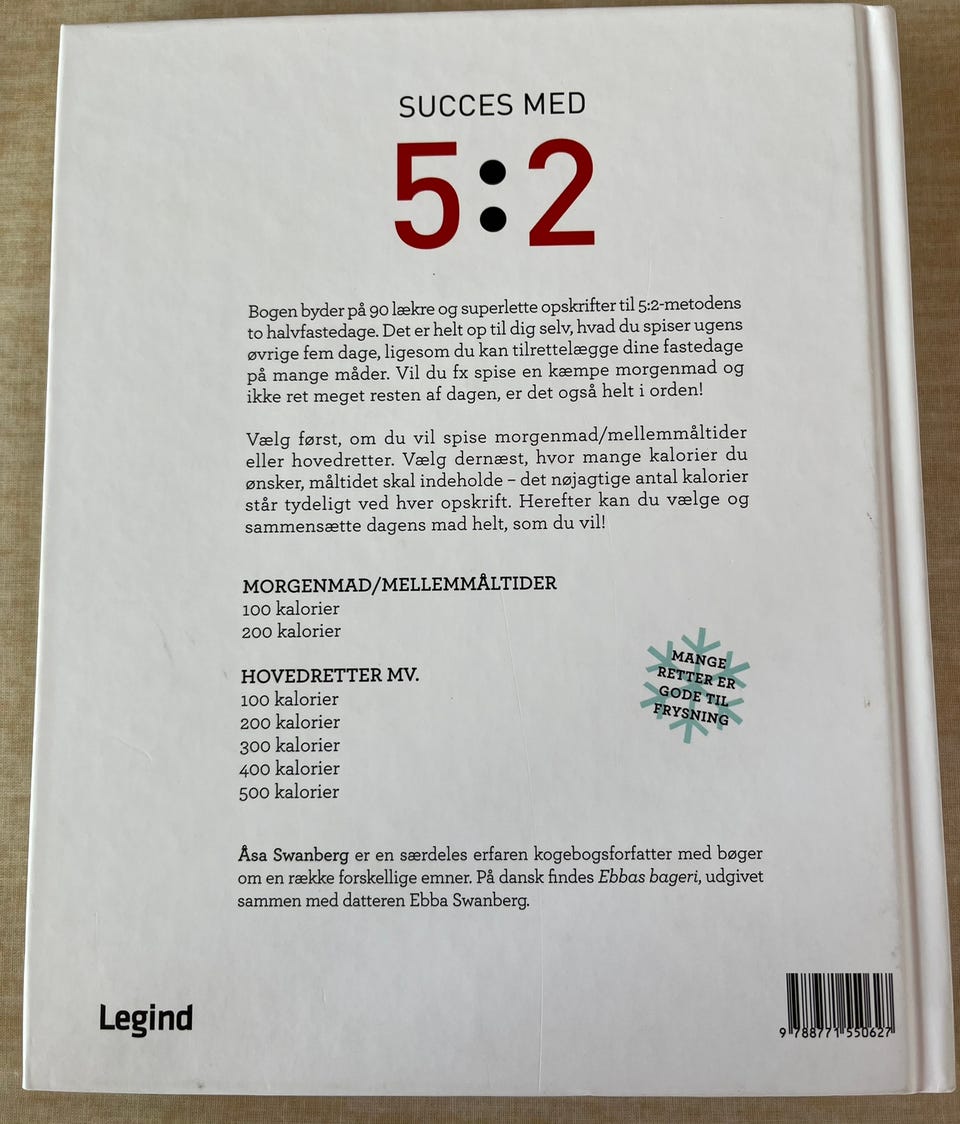 SUCCES MED
5:2
Bogen byder på 90 lækre og superlette opskrifter til 5:2-metodens
to halvfastedage. Det er helt op til dig selv, hvad du spiser ugens
øvrige fem dage, ligesom du kan tilrettelægge dine fastedage
på mange måder. Vil du fx spise en kæmpe morgenmad og
ikke ret meget resten af dagen, er det også helt i orden!
Vælg først, om du vil spise morgenmad/mellemmåltider
eller hovedretter. Vælg dernæst, hvor mange kalorier du
ønsker, måltidet skal indeholde – det nøjagtige antal kalorier
står tydeligt ved hver opskrift. Herefter kan du vælge og
sammensætte dagens mad helt, som du vil!
MORGENMAD/MELLEMMÅLTIDER
100 kalorier
200 kalorier
HOVEDRETTER MV.
100 kalorier
200 kalorier
300 kalorier
400 kalorier
500 kalorier
MANGE
RETTER ER
GODE TIL
FRYSNING
Åsa Swanberg er en særdeles erfaren kogebogsforfatter med bøger
om en række forskellige emner. På dansk findes Ebbas bageri, udgivet
sammen med datteren Ebba Swanberg.
Legind
9 788771 550627